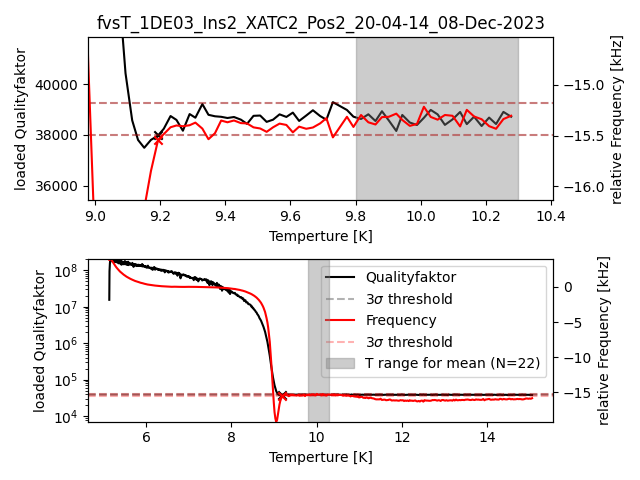 fvsT_1DE03_Ins2_XATC2_Pos2_20-04-14_08-Dec-2023
loaded Qualityfaktor
40000
38000
36000
−15.0
−15.5
−16.0
relative Frequency [kHz]
9.0 9.2 9.4 9.6 9.8 10.0 10.2 10.4
Temperture [K]
loaded Qualityfaktor
10⁸
10⁷
10⁶
10⁵
10⁴
Qualityfaktor
3σ threshold
Frequency
3σ threshold
T range for mean (N=22)
0
−5
−10
−15
relative Frequency [kHz]
6 8 10 12 14
Temperture [K]